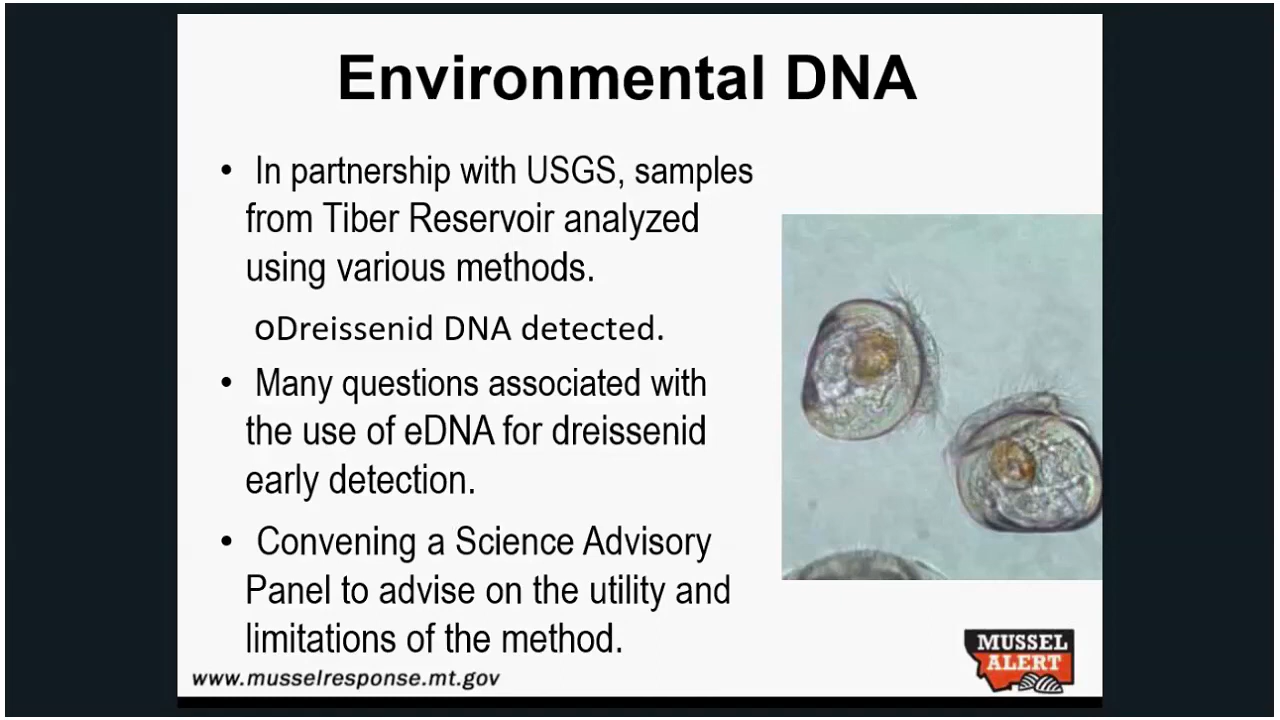 Environmental DNA
• In partnership with USGS, samples
from Tiber Reservoir analyzed
using various methods.
oDreissenid DNA detected.
• Many questions associated with
the use of eDNA for dreissenid
early detection.
• Convening a Science Advisory
Panel to advise on the utility and
limitations of the method.
www.musselresponse.mt.gov
MUSSEL
ALERT